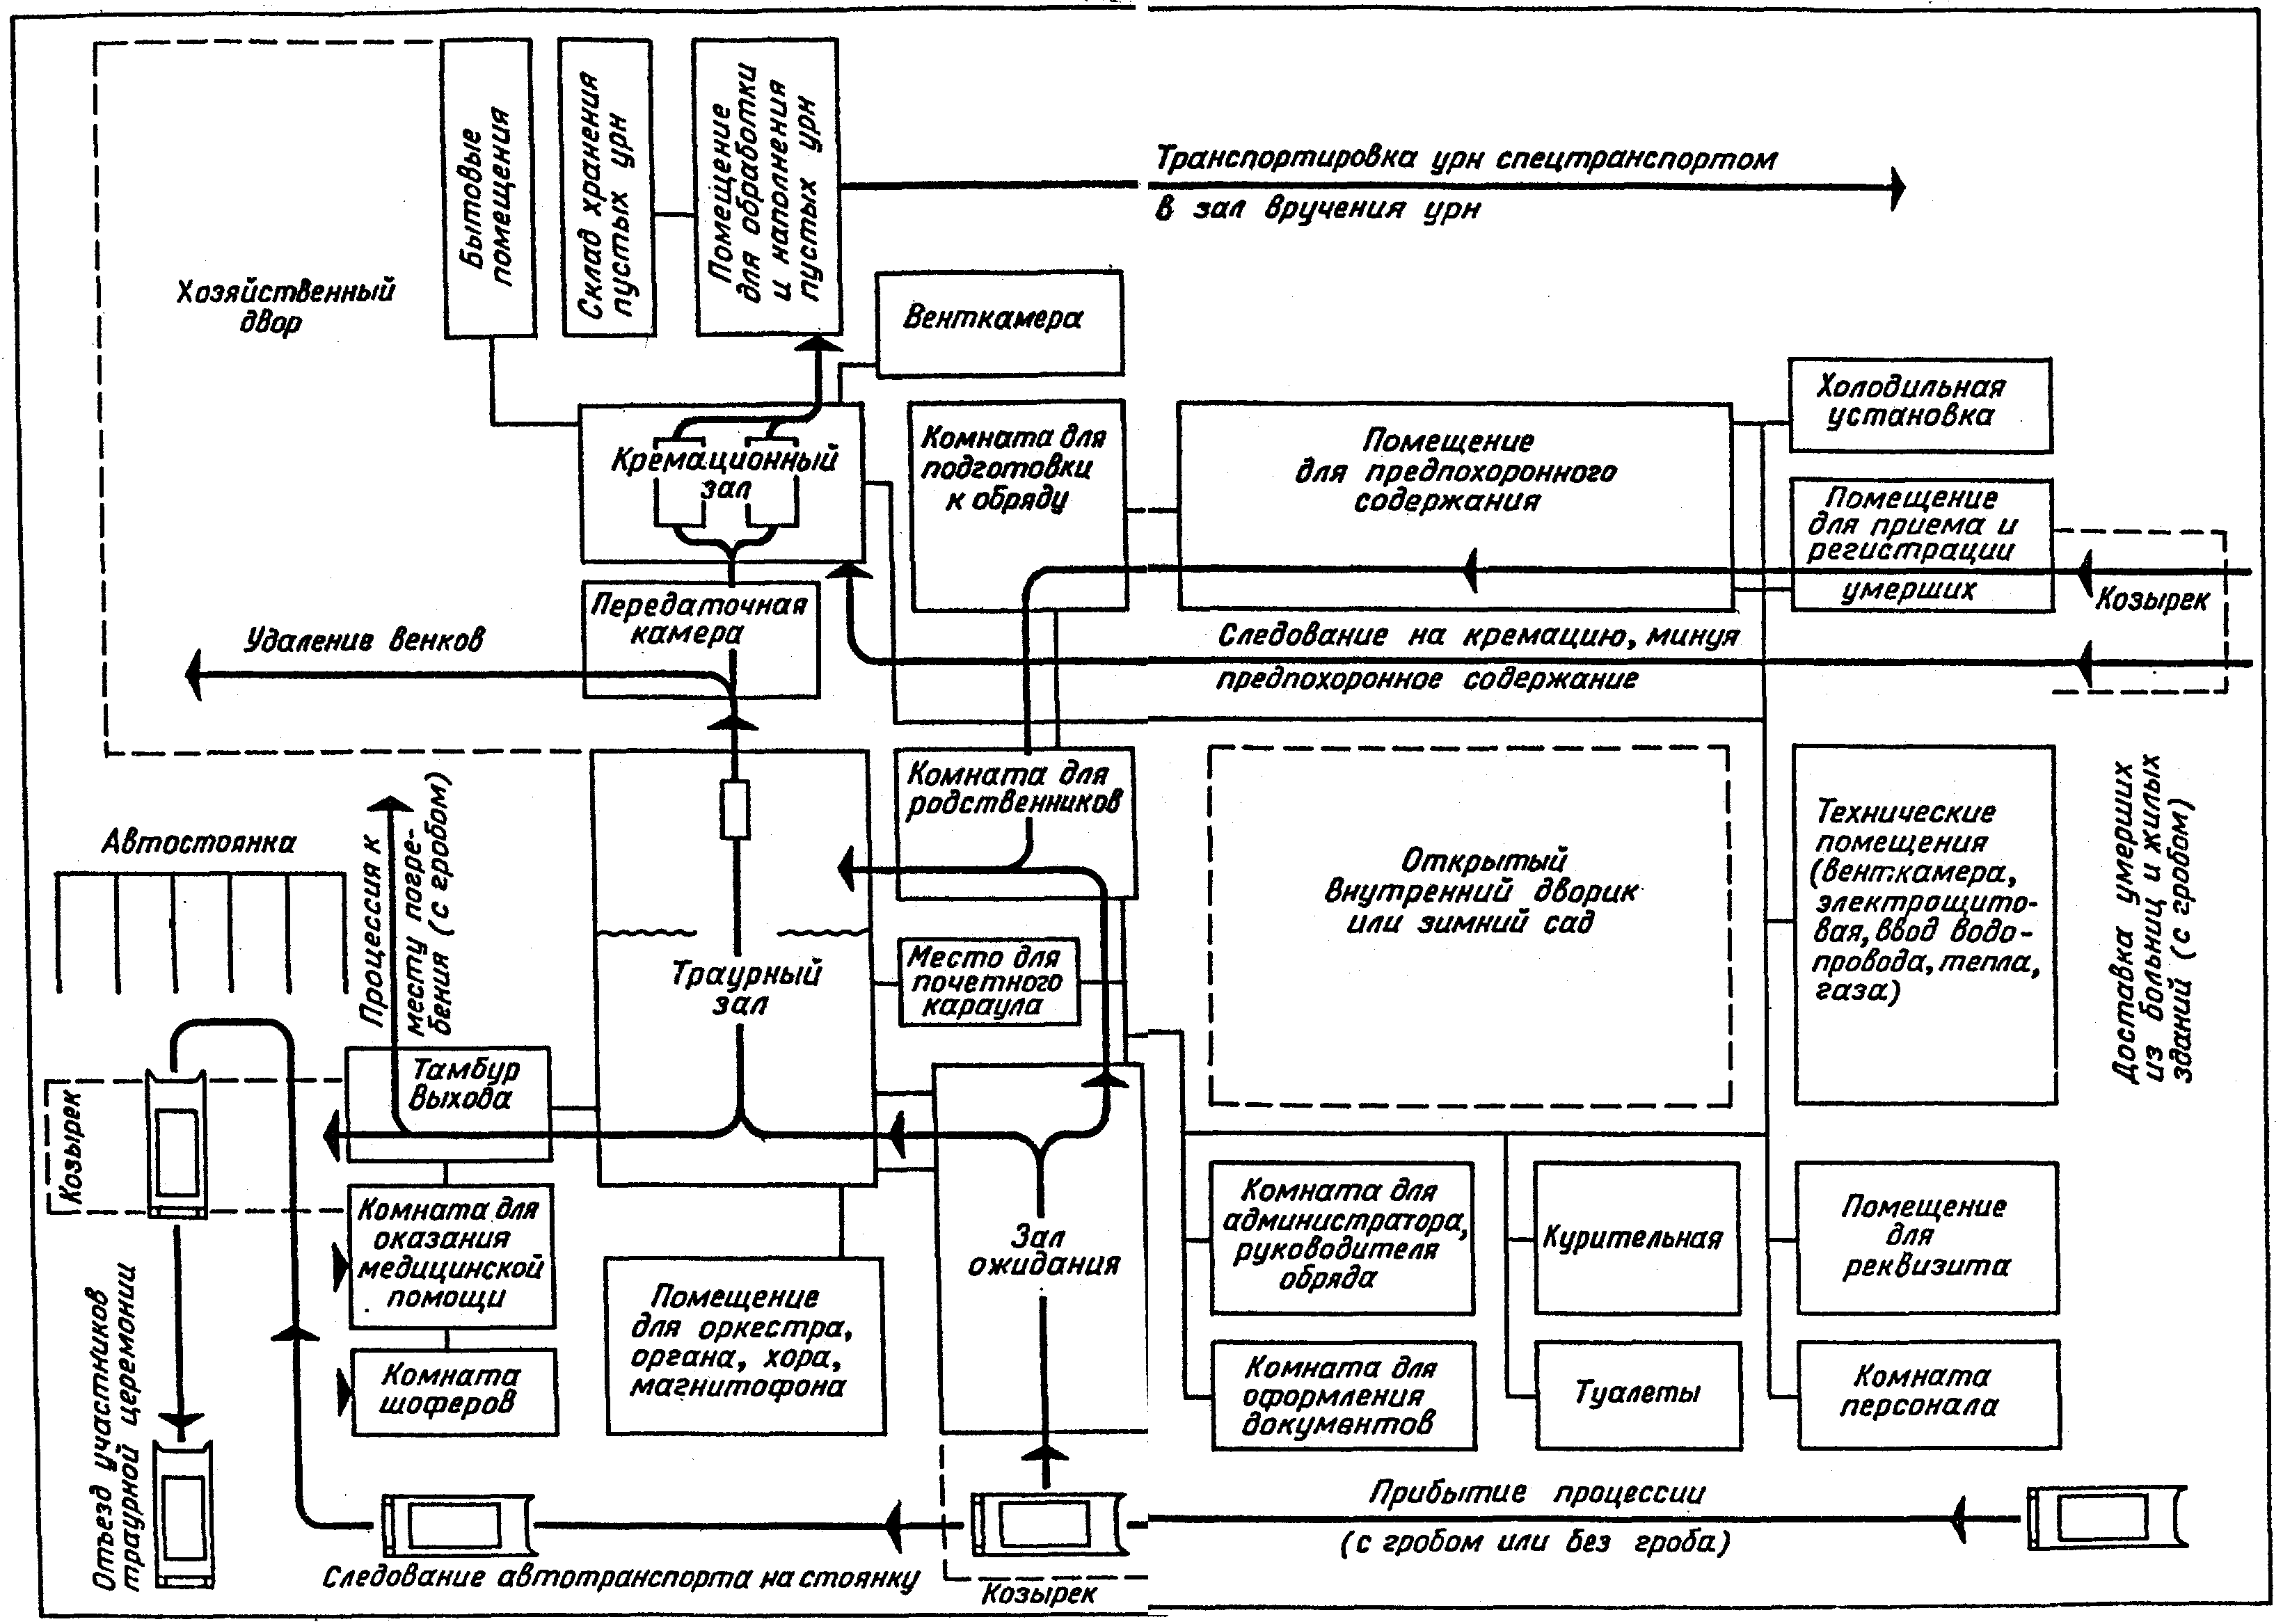 Бытовые
помещения
Склад хранения
пустых урн
Помещение
для обработки
и наполнения
пустых урн
Транспортировка урн спецтранспортом
в зал вручения урн
Хозяйственный
двор
Венткамера
Холодильная
установка
Кремационный
зал
Комната для
подготовки
к обряду
Помещение
для предпохоронного
содержания
Помещение
для приема и
регистрации
умерших
Козырек
Передаточная
камера
Удаление венков
Следование на кремацию, минуя
предпохоронное содержание
Автостоянка
Процессия к
месту погре-
бения (с гробом)
Комната для
родственников
Открытый
внутренний дворик
или зимний сад
Технические
помещения
(венткамера,
электрощито-
вая, ввод водо-
провода, тепла,
газа)
Доставка умерших
из больниц и жилых
зданий (с гробом)
Траурный
зал
Место для
почетного
караула
Тамбур
выхода
Козырек
Комната для
оказания
медицинской
помощи
Комната
шоферов
Помещение
для оркестра,
органа, хора,
магнитофона
Зал
ожидания
Комната для
администратора,
руководителя
обряда
Курительная
Помещение
для
реквизита
Комната для
оформления
документов
Туалеты
Комната
персонала
Отъезд участников
траурной церемонии
Следование автотранспорта на стоянку
Козырек
Прибытие процессии
(с гробом или без гроба)